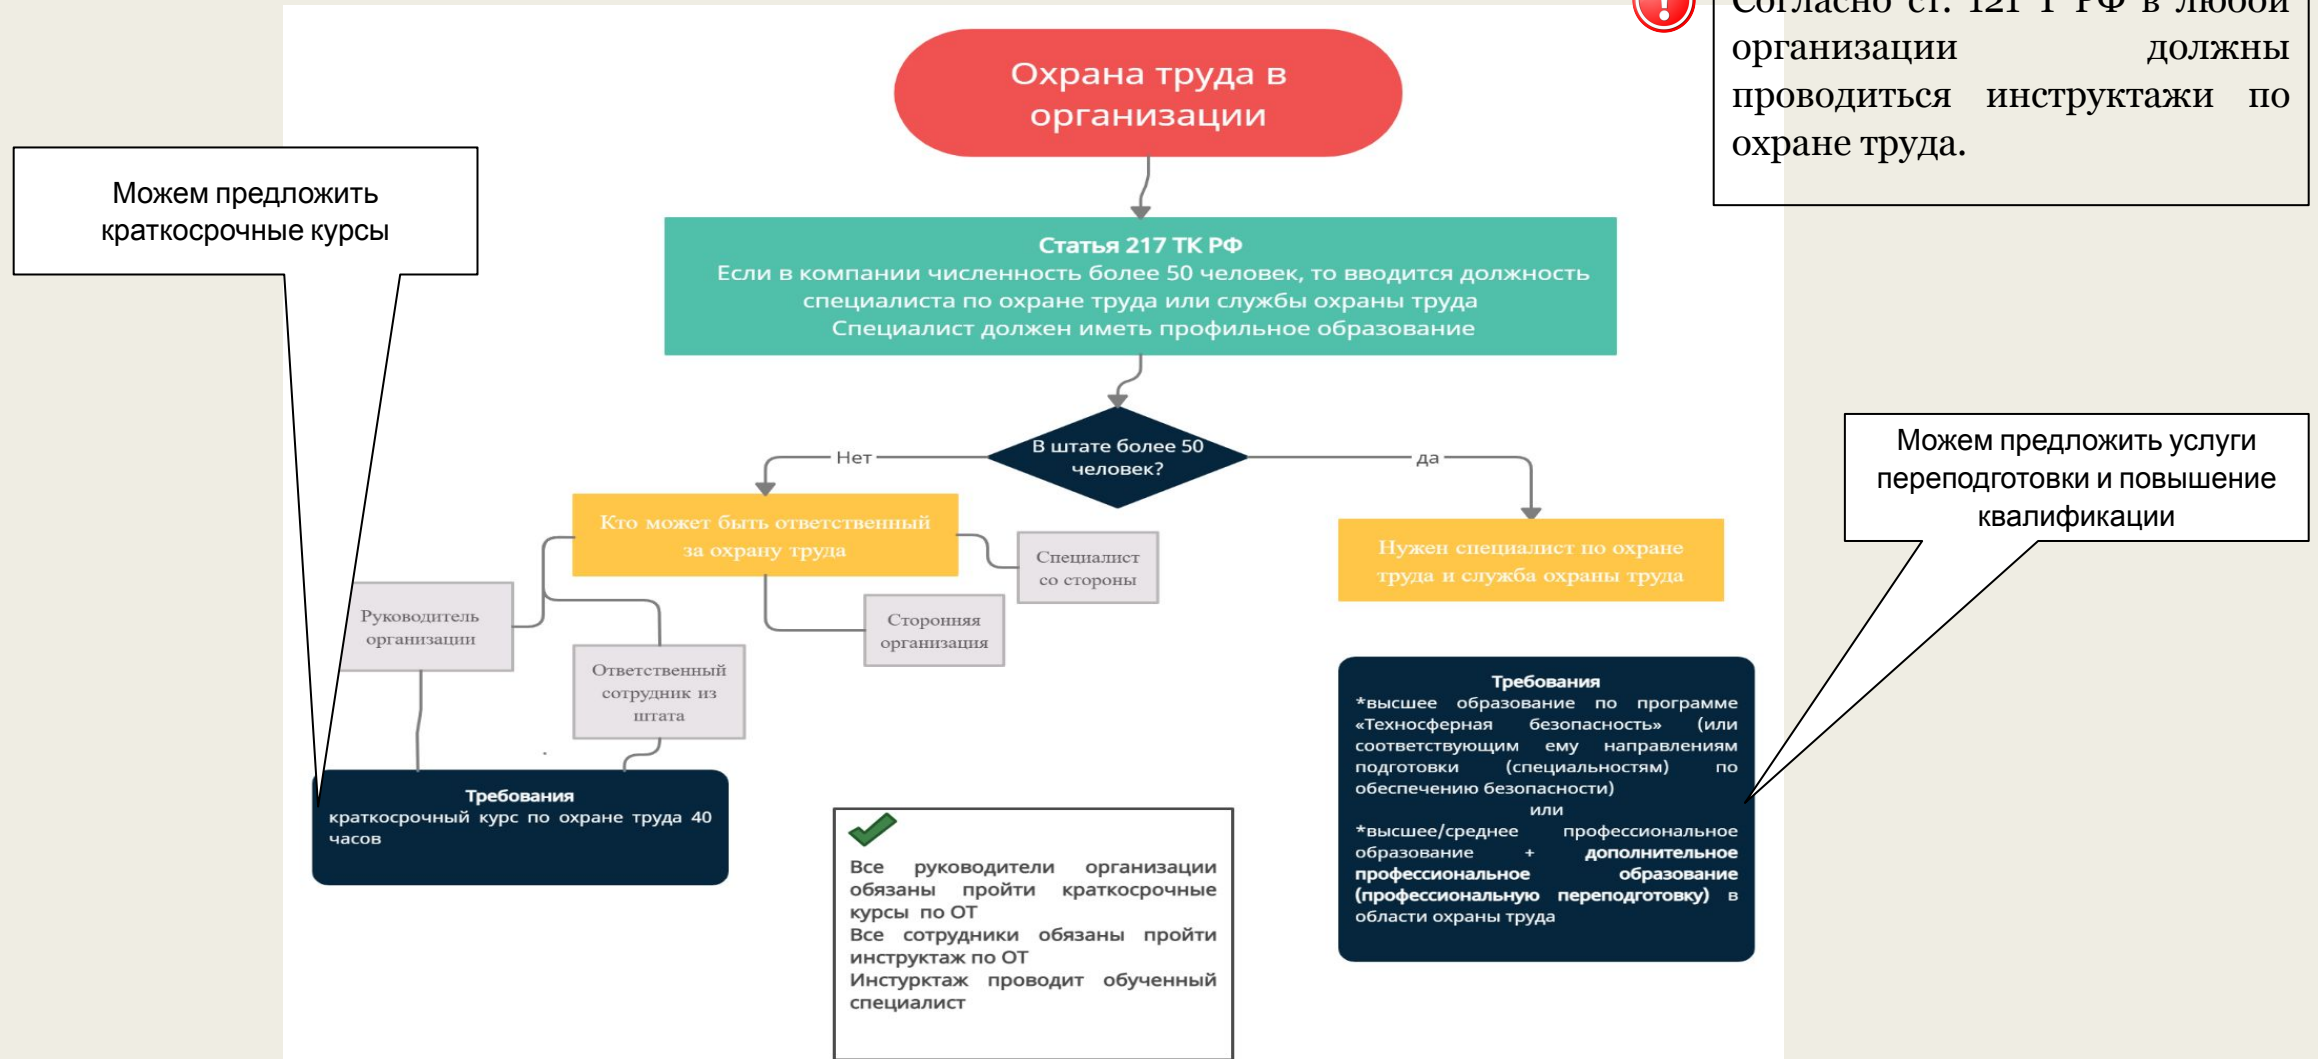 Согласно ст. 121 Т РФ в любой
организации должны
проводиться инструктажи по
охране труда.
Охрана труда в
организации
Можем предложить
краткосрочные курсы
Статья 217 ТК РФ
Если в компании численность более 50 человек, то вводится должность
специалиста по охране труда или службы охраны труда
Специалист должен иметь профильное образование
В штате более 50
человек?
Нет
да
Можем предложить услуги
переподготовки и повышение
квалификации
Кто может быть ответственный
за охрану труда
Специалист
со стороны
Нужен специалист по охране
труда и служба охраны труда
Руководитель
организации
Сторонняя
организация
Ответственный
сотрудник из
штата
Требования
*высшее образование по программе
«Техносферная безопасность» (или
соответствующим ему направлениям
подготовки (специальностям) по
обеспечению безопасности)
или
*высшее/среднее профессиональное
образование + дополнительное
профессиональное образование
(профессиональную переподготовку) в
области охраны труда
Требования
краткосрочный курс по охране труда 40
часов
Все руководители организации
обязаны пройти краткосрочные
курсы по ОТ
Все сотрудники обязаны пройти
инструктаж по ОТ
Инстурктаж проводит обученный
специалист